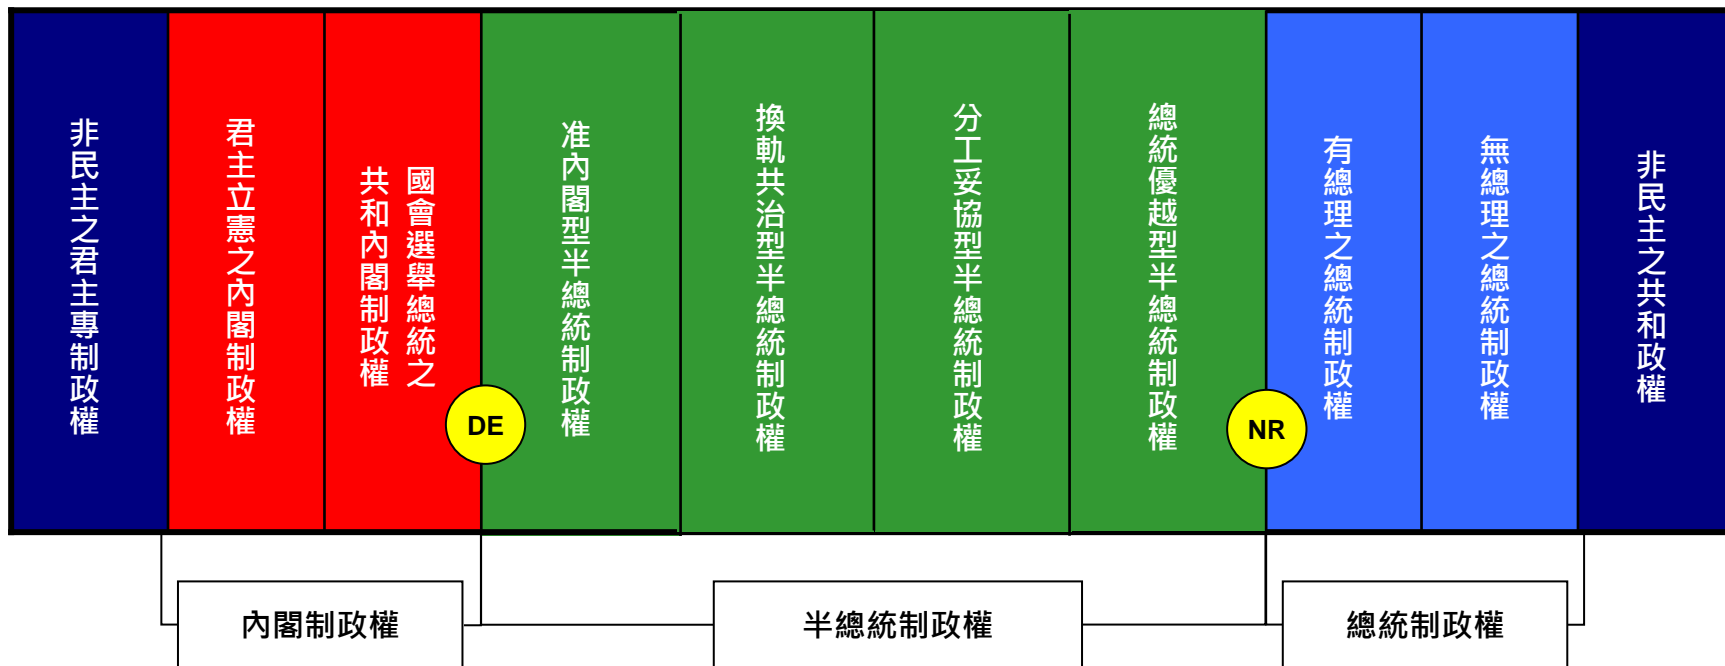 非民主之君主專制政權
君主立憲之內閣制政權
國會選舉總統之
共和內閣制政權
准內閣型半總統制政權
換軌共治型半總統制政權
分工妥協型半總統制政權
總統優越型半總統制政權
有總理之總統制政權
無總理之總統制政權
非民主之共和政權
DE
NR
內閣制政權
半總統制政權
總統制政權